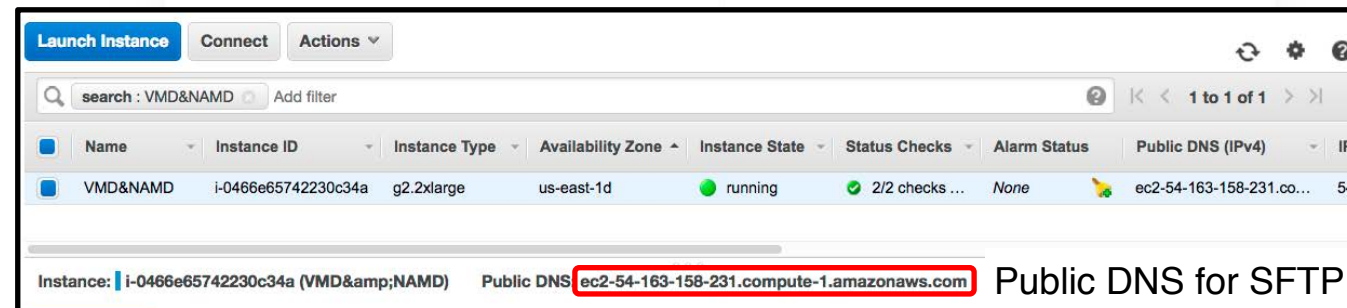 Launch Instance Connect Actions
search : VMD&NAMD Add filter 1 to 1 of 1
Name Instance ID Instance Type Availability Zone Instance State Status Checks Alarm Status Public DNS (IPv4)
VMD&NAMD i-0466e65742230c34a g2.2xlarge us-east-1d running 2/2 checks ... None ec2-54-163-158-231.co...
Instance: i-0466e65742230c34a (VMD&amp;NAMD) Public DNS: ec2-54-163-158-231.compute-1.amazonaws.com Public DNS for SFTP